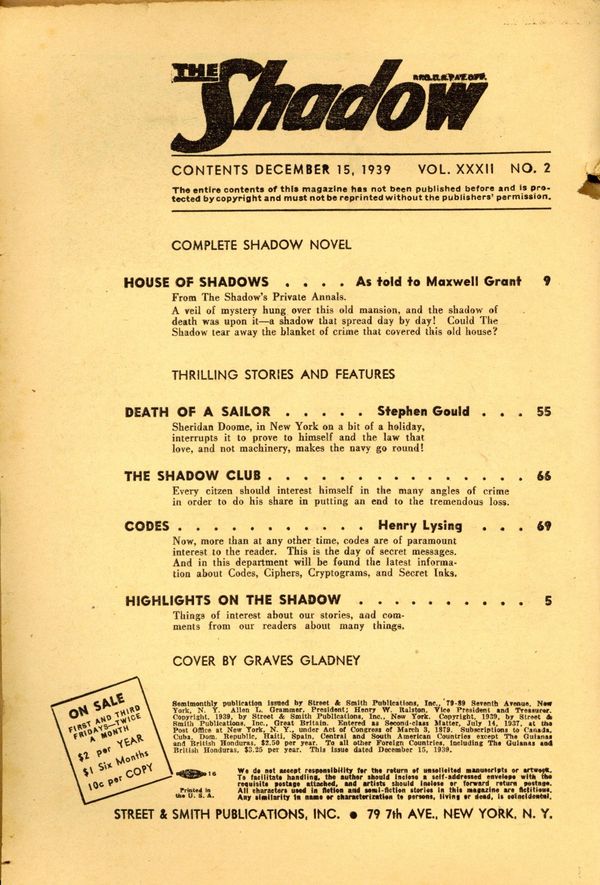 THE Shadow
REG.U.S.PAT.OFF.
CONTENTS DECEMBER 15, 1939 VOL. XXXII NO. 2
The entire contents of this magazine has not been published before and is pro-
tected by copyright and must not be reprinted without the publishers' permission.
COMPLETE SHADOW NOVEL
HOUSE OF SHADOWS . . . . As told to Maxwell Grant 9
From The Shadow's Private Annals.
A veil of mystery hung over this old mansion, and the shadow of
death was upon it—a shadow that spread day by day! Could The
Shadow tear away the blanket of crime that covered this old house?
THRILLING STORIES AND FEATURES
DEATH OF A SAILOR . . . . . Stephen Gould . . . 55
Sheridan Doome, in New York on a bit of a holiday,
interrupts it to prove to himself and the law that
love, and not machinery, makes the navy go round!
THE SHADOW CLUB . . . . . . . . . . . . . . . 66
Every citzen should interest himself in the many angles of crime
in order to do his share in putting an end to the tremendous loss.
CODES . . . . . . . . . . . Henry Lysing . . . 69
Now, more than at any other time, codes are of paramount
interest to the reader. This is the day of secret messages.
And in this department will be found the latest informa-
tion about Codes, Ciphers, Cryptograms, and Secret Inks.
HIGHLIGHTS ON THE SHADOW . . . . . . . . . . 5
Things of interest about our stories, and com-
ments from our readers about many things.
COVER BY GRAVES GLADNEY
ON SALE
FIRST AND THIRD
FRIDAYS—TWICE
A MONTH
$2 per YEAR
$1 Six Months
10c per COPY
Semimonthly publication issued by Street & Smith Publications, Inc., 79-89 Seventh Avenue, New
York, N. Y. Allen L. Grammer, President; Henry W. Ralston, Vice President and Treasurer.
Copyright, 1939, by Street & Smith Publications, Inc., New York. Copyright, 1939, by Street &
Smith Publications, Inc., Great Britain. Entered as Second-class Matter, July 14, 1937, at the
Post Office at New York, N. Y., under Act of Congress of March 3, 1879. Subscriptions to Canada,
Cuba, Dom. Republic, Haiti, Spain, Central and South American Countries except The Guianas
and British Honduras, $2.50 per year. To all other Foreign Countries, including The Guianas and
British Honduras, $3.25 per year. This issue dated December 15, 1939.
16
Printed in
the U. S. A.
We do not accept responsibility for the return of unsolicited manuscripts or artwork.
To facilitate handling, the author should inclose a self-addressed envelope with the
requisite postage attached, and artists should inclose or forward return postage.
All characters used in fiction and semi-fiction stories in this magazine are fictitious.
Any similarity in name or characterization to persons, living or dead, is coincidental.
STREET & SMITH PUBLICATIONS, INC. • 79 7th AVE., NEW YORK, N. Y.